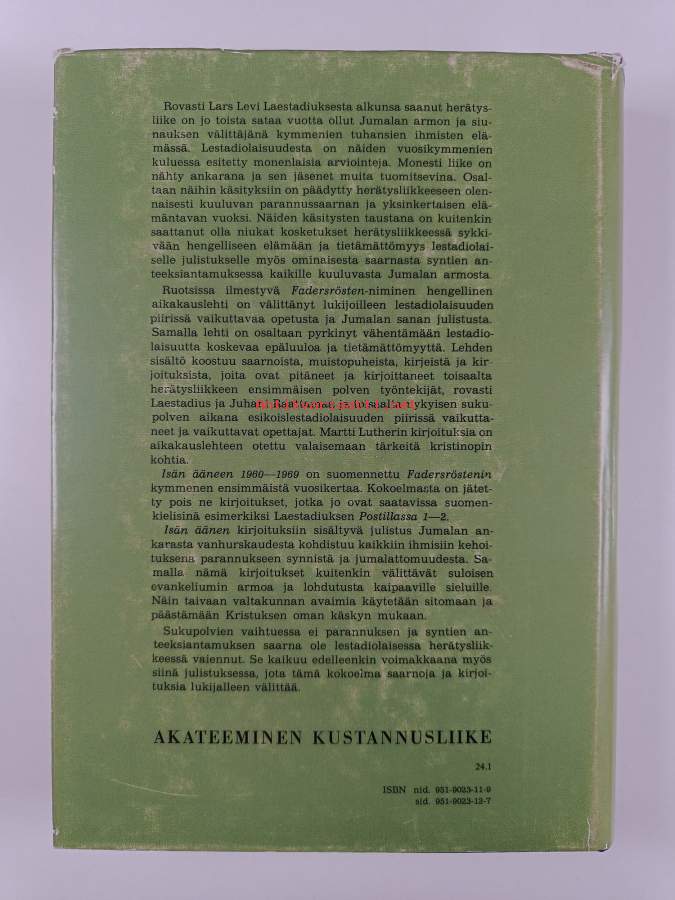 Rovasti Lars Levi Laestadiuksesta alkunsa saanut herätys-
liike on jo toista sataa vuotta ollut Jumalan armon ja siu-
nauksen välittäjänä kymmenien tuhansien ihmisten elä-
mässä. Lestadiolaisuudesta on näiden vuosikymmenien
kuluessa esitetty monenlaisia arviointeja. Monesti liike on
nähty ankarana ja sen jäsenet muita tuomitsevina. Osal-
taan näihin käsityksiin on päädytty herätysliikkeeseen olen-
naisesti kuuluvan parannussaarnan ja yksinkertaisen elä-
mäntavan vuoksi. Näiden käsitysten taustana on kuitenkin
saattanut olla niukat kosketukset herätysliikkeessä sykki-
vään hengelliseen elämään ja tietämättömyys lestadiolai-
selle julistukselle myös ominaisesta saarnasta syntien an-
teeksiantamuksessa kaikille kuuluvasta Jumalan armosta.
Ruotsissa ilmestyvä Fadersrösten-niminen hengellinen
aikakauslehti on välittänyt lukijoilleen lestadiolaisuuden
piirissä vaikuttavaa opetusta ja Jumalan sanan julistusta.
Samalla lehti on osaltaan pyrkinyt vähentämään lestadio-
laisuutta koskevaa epäluuloa ja tietämättömyyttä. Lehden
sisältö koostuu saarnoista, muistopuheista, kirjeistä ja kir-
joituksista, joita ovat pitäneet ja kirjoittaneet toisaalta
herätysliikkeen ensimmäisen polven työntekijät, rovasti
Laestadius ja Juhani Raattamaa, ja toisaalta nykyisen suku-
polven aikana esikoislestadiolaisuuden piirissä vaikutta-
neet ja vaikuttavat opettajat. Martti Lutherin kirjoituksia on
aikakauslehteen otettu valaisemaan tärkeitä kristinopin
kohtia.
Isän ääneen 1960—1969 on suomennettu Fadersröstenin
kymmenen ensimmäistä vuosikertaa. Kokoelmasta on jätet-
ty pois ne kirjoitukset, jotka jo ovat saatavissa suomen-
kielisinä esimerkiksi Laestadiuksen Postillassa 1—2.
Isän äänen kirjoituksiin sisältyvä julistus Jumalan an-
karasta vanhurskaudesta kohdistuu kaikkiin ihmisiin kehoi-
tuksena parannukseen synnistä ja jumalattomuudesta. Sa-
malla nämä kirjoitukset kuitenkin välittävät suloisen
evankeliumin armoa ja lohdutusta kaipaaville sieluille.
Näin taivaan valtakunnan avaimia käytetään sitomaan ja
päästämään Kristuksen oman käskyn mukaan.
Sukupolvien vaihtuessa ei parannuksen ja syntien an-
teeksiantamuksen saarna ole lestadiolaisessa herätysliik-
keessä vaiennut. Se kaikuu edelleenkin voimakkaana myös
siinä julistuksessa, jota tämä kokoelma saarnoja ja kirjoi-
tuksia lukijalleen välittää.
AKATEEMINEN KUSTANNUSLIIKE
24.1
ISBN nid. 951-9023-11-9
sid. 951-9023-12-7